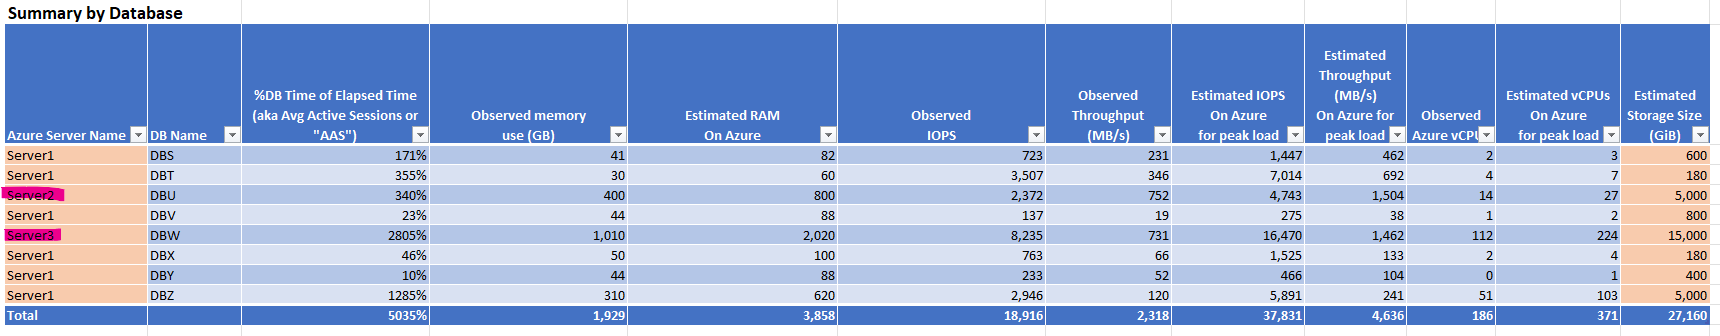 Summary by Database
Azure Server Name DB Name %DB Time of Elapsed Time (aka Avg Active Sessions or "AAS") Observed memory use (GB) Estimated RAM On Azure Observed IOPS Observed Throughput (MB/s) Estimated IOPS On Azure for peak load Estimated Throughput (MB/s) On Azure for peak load Observed Azure vCPU Estimated vCPUs On Azure for peak load Estimated Storage Size (GiB)
Server1 DBS 171% 41 82 723 231 1,447 462 2 3 600
Server1 DBT 355% 30 60 3,507 346 7,014 692 4 7 180
Server2 DBU 340% 400 800 2,372 752 4,743 1,504 14 27 5,000
Server1 DBV 23% 44 88 137 19 275 38 1 2 800
Server3 DBW 2805% 1,010 2,020 8,235 731 16,470 1,462 112 224 15,000
Server1 DBX 46% 50 100 763 66 1,525 133 2 4 180
Server1 DBY 10% 44 88 233 52 466 104 0 1 400
Server1 DBZ 1285% 310 620 2,946 120 5,891 241 51 103 5,000
Total 5035% 1,929 3,858 18,916 2,318 37,831 4,636 186 371 27,160